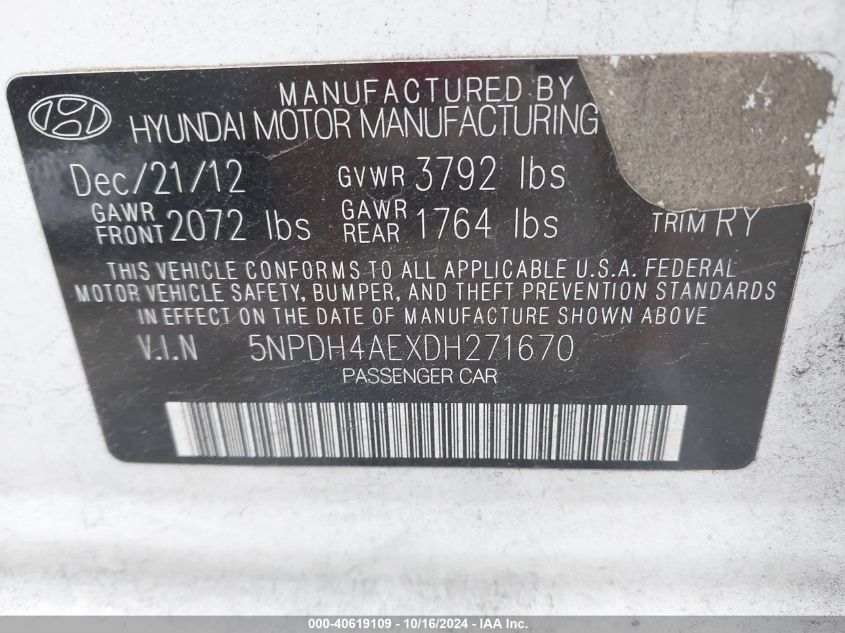 MANUFACTURED BY
HYUNDAI MOTOR MANUFACTURING
Dec/21/12 GVWR 3792 lbs
GAWR FRONT 2072 lbs GAWR REAR 1764 lbs TRIM RY
THIS VEHICLE CONFORMS TO ALL APPLICABLE U.S.A. FEDERAL
MOTOR VEHICLE SAFETY, BUMPER, AND THEFT PREVENTION STANDARDS
IN EFFECT ON THE DATE OF MANUFACTURE SHOWN ABOVE
V.I.N 5NPDH4AEXDH271670
PASSENGER CAR
000-40619109 - 10/16/2024 - IAA Inc.